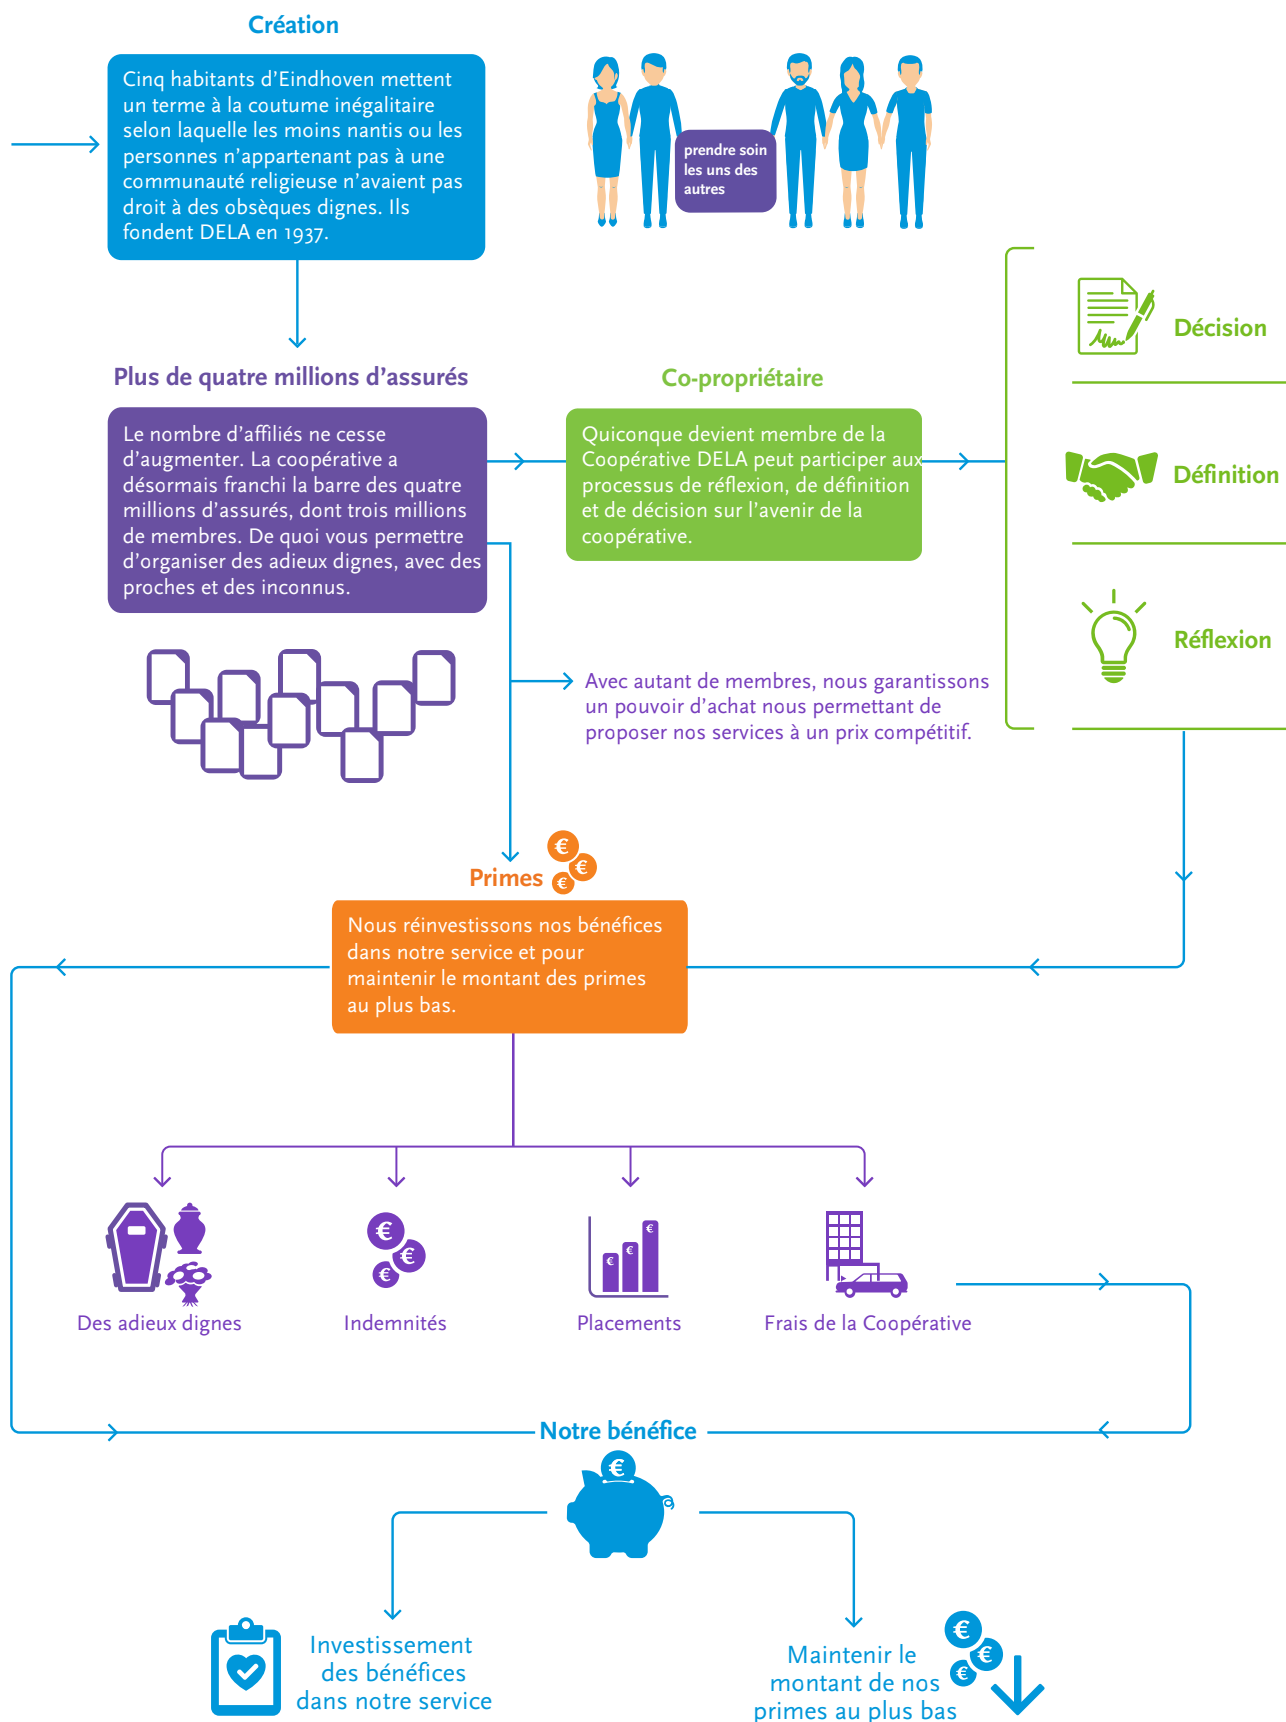 Création
Cinq habitants d'Eindhoven mettent
un terme à la coutume inégalitaire
selon laquelle les moins nantis ou les
personnes n'appartenant pas à une
communauté religieuse n'avaient pas
droit à des obsèques dignes. Ils
fondent DELA en 1937.
prendre soin
les uns des
autres
Plus de quatre millions d'assurés
Le nombre d'affiliés ne cesse
d'augmenter. La coopérative a
désormais franchi la barre des quatre
millions d'assurés, dont trois millions
de membres. De quoi vous permettre
d'organiser des adieux dignes, avec des
proches et des inconnus.
Co-propriétaire
Quiconque devient membre de la
Coopérative DELA peut participer aux
processus de réflexion, de définition
et de décision sur l'avenir de la
coopérative.
Décision
Définition
Réflexion
Avec autant de membres, nous garantissons
un pouvoir d'achat nous permettant de
proposer nos services à un prix compétitif.
Primes
€
€
€
Nous réinvestissons nos bénéfices
dans notre service et pour
maintenir le montant des primes
au plus bas.
€
€
€
€
€
€
Des adieux dignes
Indemnités
Placements
Frais de la Coopérative
Notre bénéfice
€
Investissement
des bénéfices
dans notre service
Maintenir le
montant de nos
primes au plus bas
€
€
€